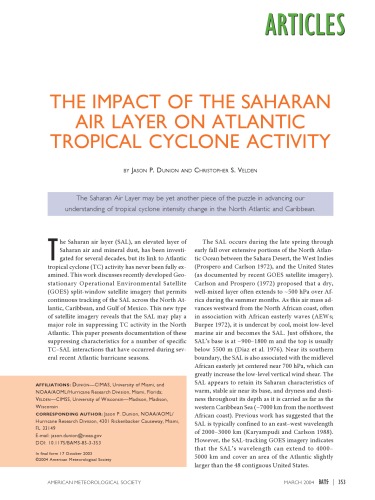 ARTICLES
THE IMPACT OF THE SAHARAN
AIR LAYER ON ATLANTIC
TROPICAL CYCLONE ACTIVITY
BY JASON P. DUNION AND CHRISTOPHER S. VELDEN
The Saharan Air Layer may be yet another piece of the puzzle in advancing our
understanding of tropical cyclone intensity change in the North Atlantic and Caribbean.
The Saharan air layer (SAL), an elevated layer of
Saharan air and mineral dust, has been investi-
gated for several decades, but its link to Atlantic
tropical cyclone (TC) activity has never been fully ex-
amined. This work discusses recently developed Geo-
stationary Operational Environmental Satellite
(GOES) split window satellite imagery that permits
continuous tracking of the SAL across the North At-
lantic, Caribbean, and Gulf of Mexico. This new type
of satellite imagery reveals that the SAL may play a
major role in suppressing TC activity in the North
Atlantic. This paper presents documentation of these
suppressing characteristics for a number of specific
TC–SAL interactions that have occurred during sev-
eral recent Atlantic hurricane seasons.
AFFILIATIONS: DUNION—CIMAS, University of Miami, and
NOAA/AOML/Hurricane Research Division, Miami, Florida;
VELDEN—CIMSS, University of Wisconsin—Madison, Madison,
Wisconsin
CORRESPONDING AUTHOR: Jason P. Dunion, NOAA/AOML/
Hurricane Research Division, 4301 Rickenbacker Causeway, Miami,
FL 33149
E-mail: jason.dunion@noaa.gov
DOI: 10.1175/BAMS-85-3-353
In final form 17 October 2003
©2004 American Meteorological Society
The SAL occurs during the late spring through
early fall over extensive portions of the North Atlan-
tic Ocean between the Sahara Desert, the West Indies
(Prospero and Carlson 1972), and the United States
(as documented by recent GOES satellite imagery).
Carlson and Prospero (1972) proposed that a dry,
well-mixed layer often extends to ~500 hPa over Af-
rica during the summer months. As this air mass ad-
vances westward from the North African coast, often
in association with African easterly waves (AEWs;
Burpee 1972), it is undercut by cool, moist low-level
marine air and becomes the SAL. Just offshore, the
SAL's base is at ~900–1800 m and the top is usually
below 5500 m (Diaz et al. 1976). Near its southern
boundary, the SAL is also associated with the midlevel
African easterly jet centered near 700 hPa, which can
greatly increase the low-level vertical wind shear. The
SAL appears to retain its Saharan characteristics of
warm, stable air near its base, and dryness and dusti-
ness throughout its depth as it is carried as far as the
western Caribbean Sea (~7000 km from the northwest
African coast). Previous work has suggested that the
SAL is typically confined to an east–west wavelength
of 2000–3000 km (Karyampudi and Carlson 1988).
However, the SAL-tracking GOES imagery indicates
that the SAL's wavelength can extend to 4000–
5000 km and cover an area of the Atlantic slightly
larger than the 48 contiguous United States.
AMERICAN METEOROLOGICAL SOCIETY
MARCH 2004 BAMS | 353